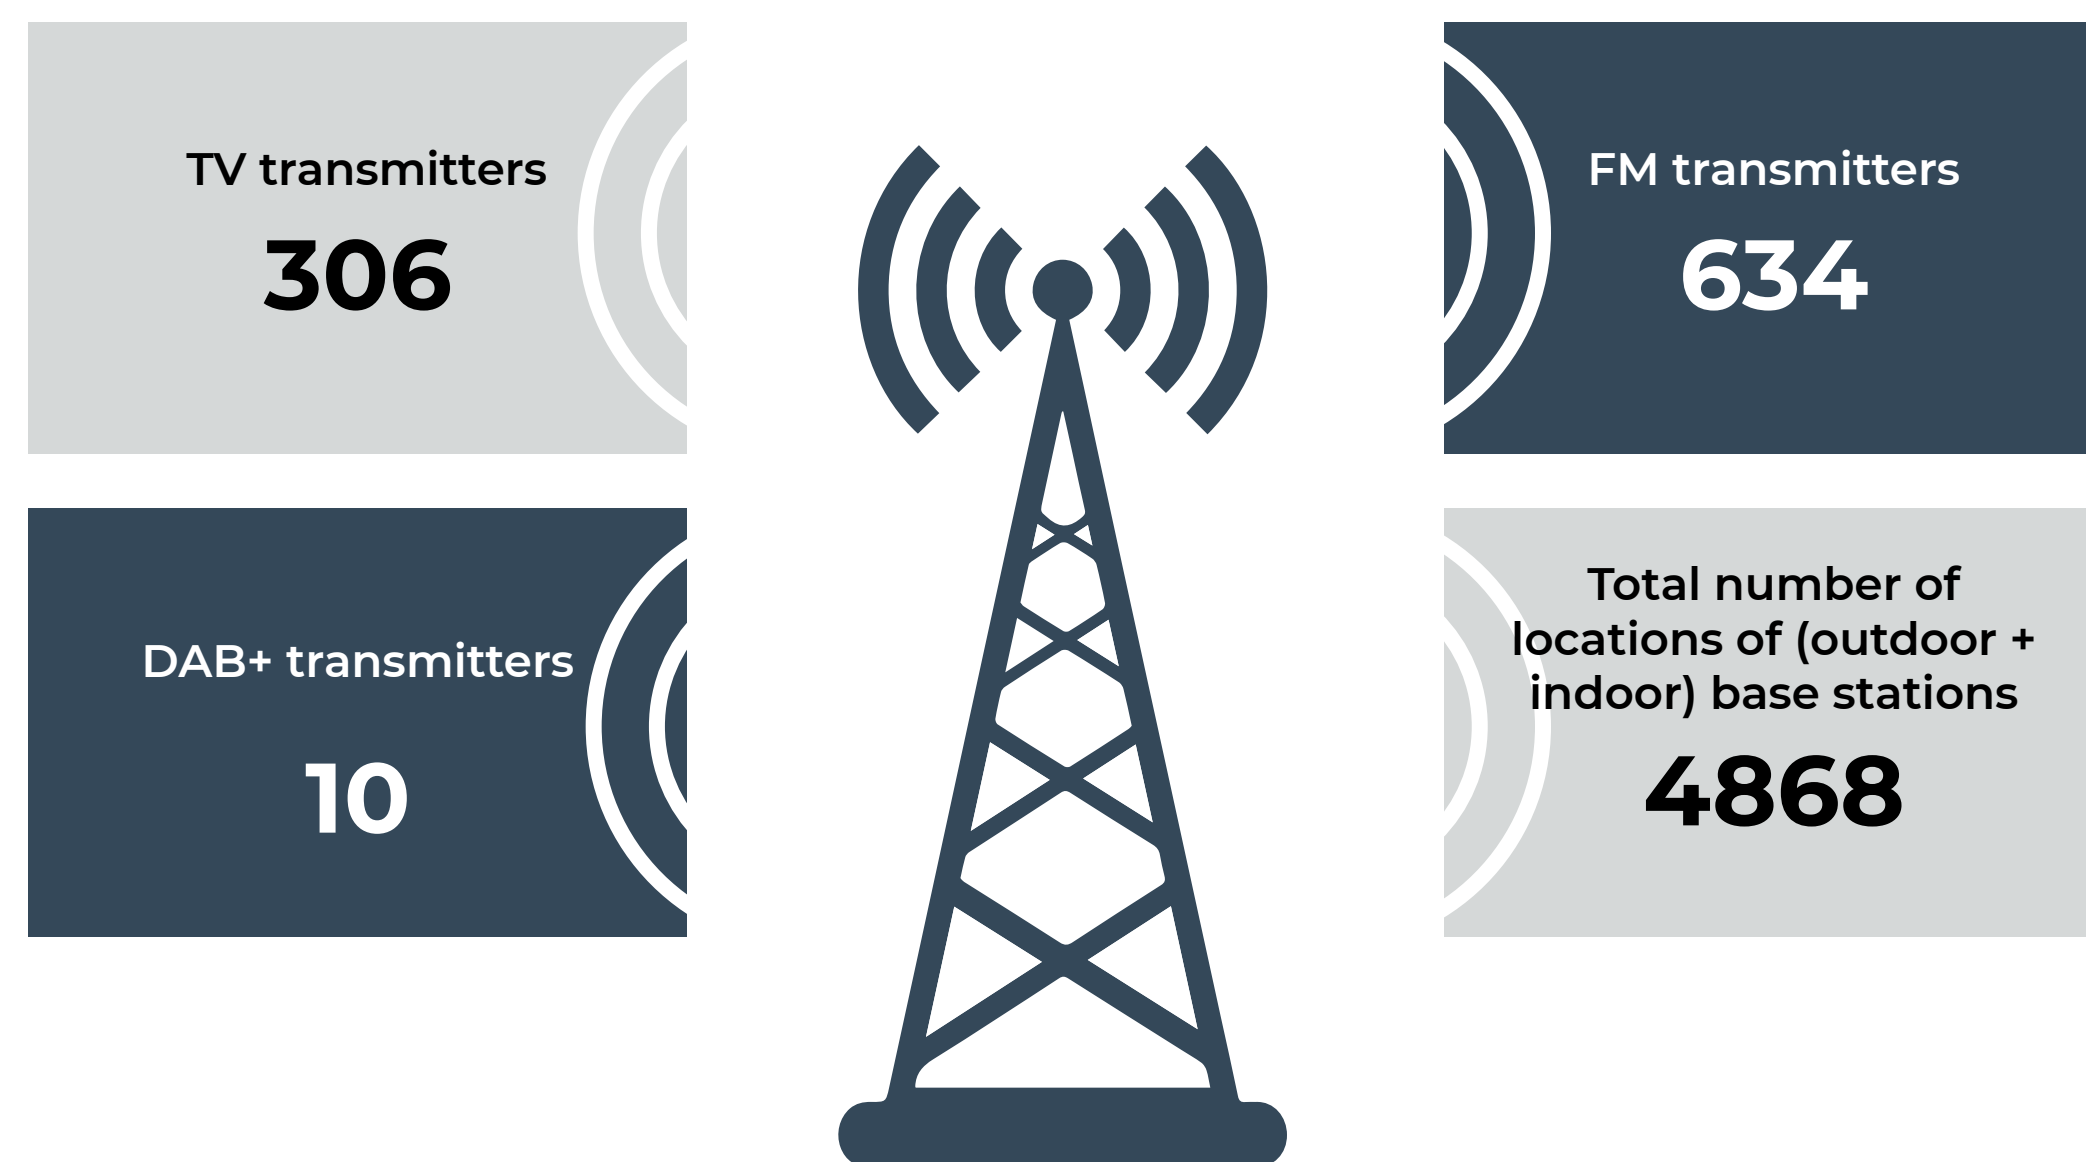 TV transmitters
306
FM transmitters
634
DAB+ transmitters
10
Total number of
locations of (outdoor +
indoor) base stations
4868